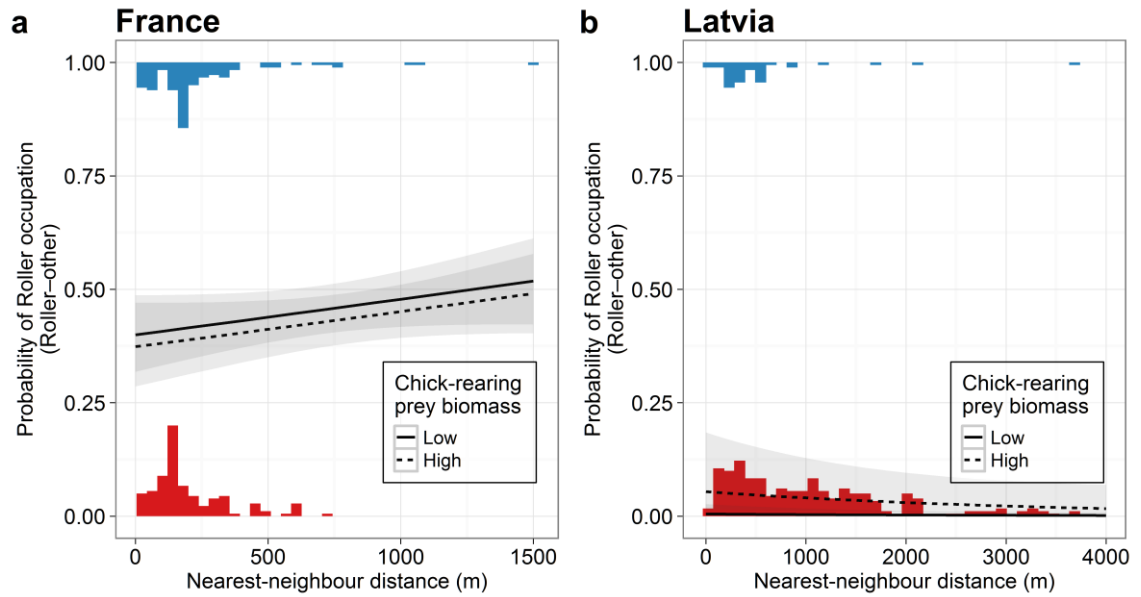 a France
1.00
0.75
0.50
0.25
0.00
Probability of Roller occupation
(Roller–other)
Chick-rearing
prey biomass
Low
High
0 500 1000 1500
Nearest-neighbour distance (m)
b Latvia
1.00
0.75
0.50
0.25
0.00
Probability of Roller occupation
(Roller–other)
Chick-rearing
prey biomass
Low
High
0 1000 2000 3000 4000
Nearest-neighbour distance (m)